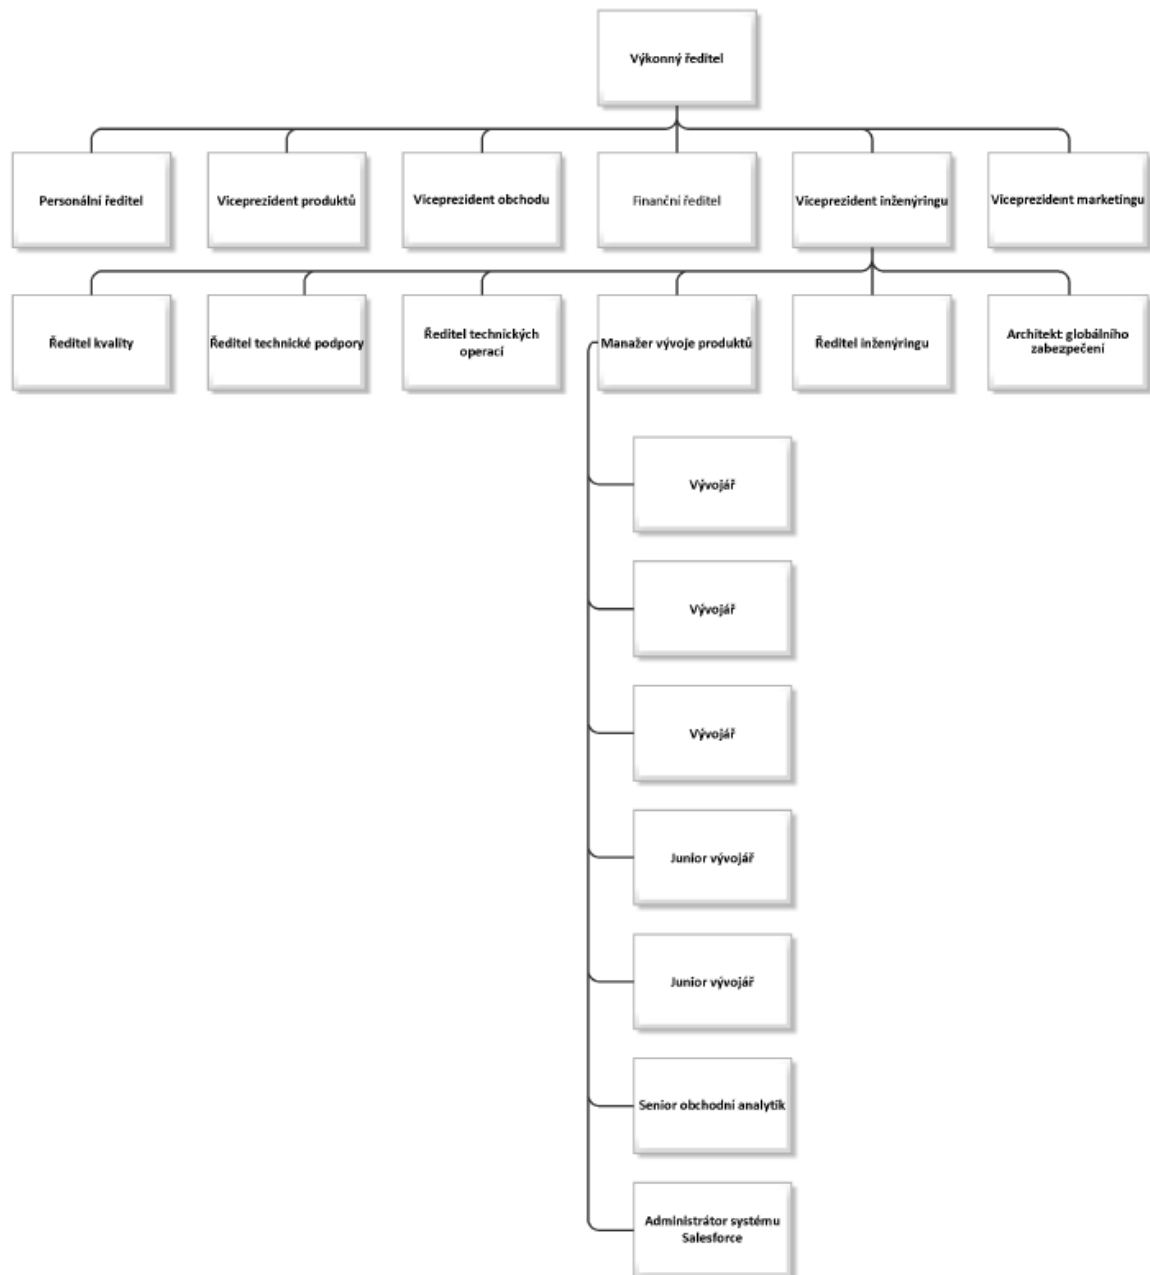 Výkonný ředitel
Personální ředitel
Viceprezident produktů
Viceprezident obchodu
Finanční ředitel
Viceprezident inženýringu
Viceprezident marketingu
Ředitel kvality
Ředitel technické podpory
Ředitel technických
operací
Manažer vývoje produktů
Ředitel inženýringu
Architekt globálního
zabezpečení
Vývojář
Vývojář
Vývojář
Junior vývojář
Junior vývojář
Senior obchodní analytik
Administrátor systému
Salesforce